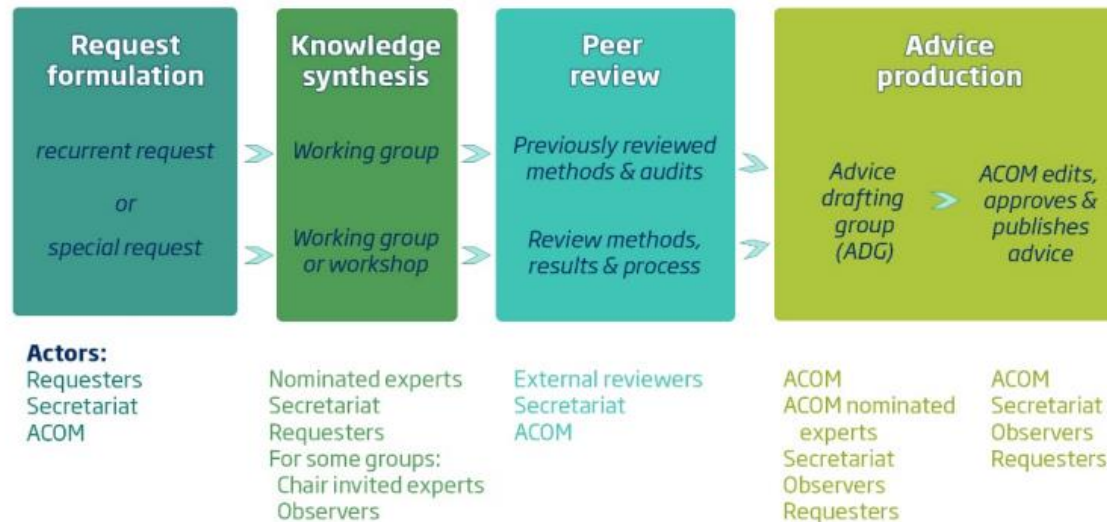 Request
formulation
recurrent request
or
special request
Knowledge
synthesis
Working group
Working group
or workshop
Peer
review
Previously reviewed
methods & audits
Review methods,
results & process
Advice
production
Advice
drafting
group
(ADG)
ACOM edits,
approves &
publishes
advice
Actors:
Requesters
Secretariat
ACOM
Nominated experts
Secretariat
Requesters
For some groups:
Chair invited experts
Observers
External reviewers
Secretariat
ACOM
ACOM
ACOM nominated
experts
Secretariat
Observers
Requesters
ACOM
Secretariat
Observers
Requesters